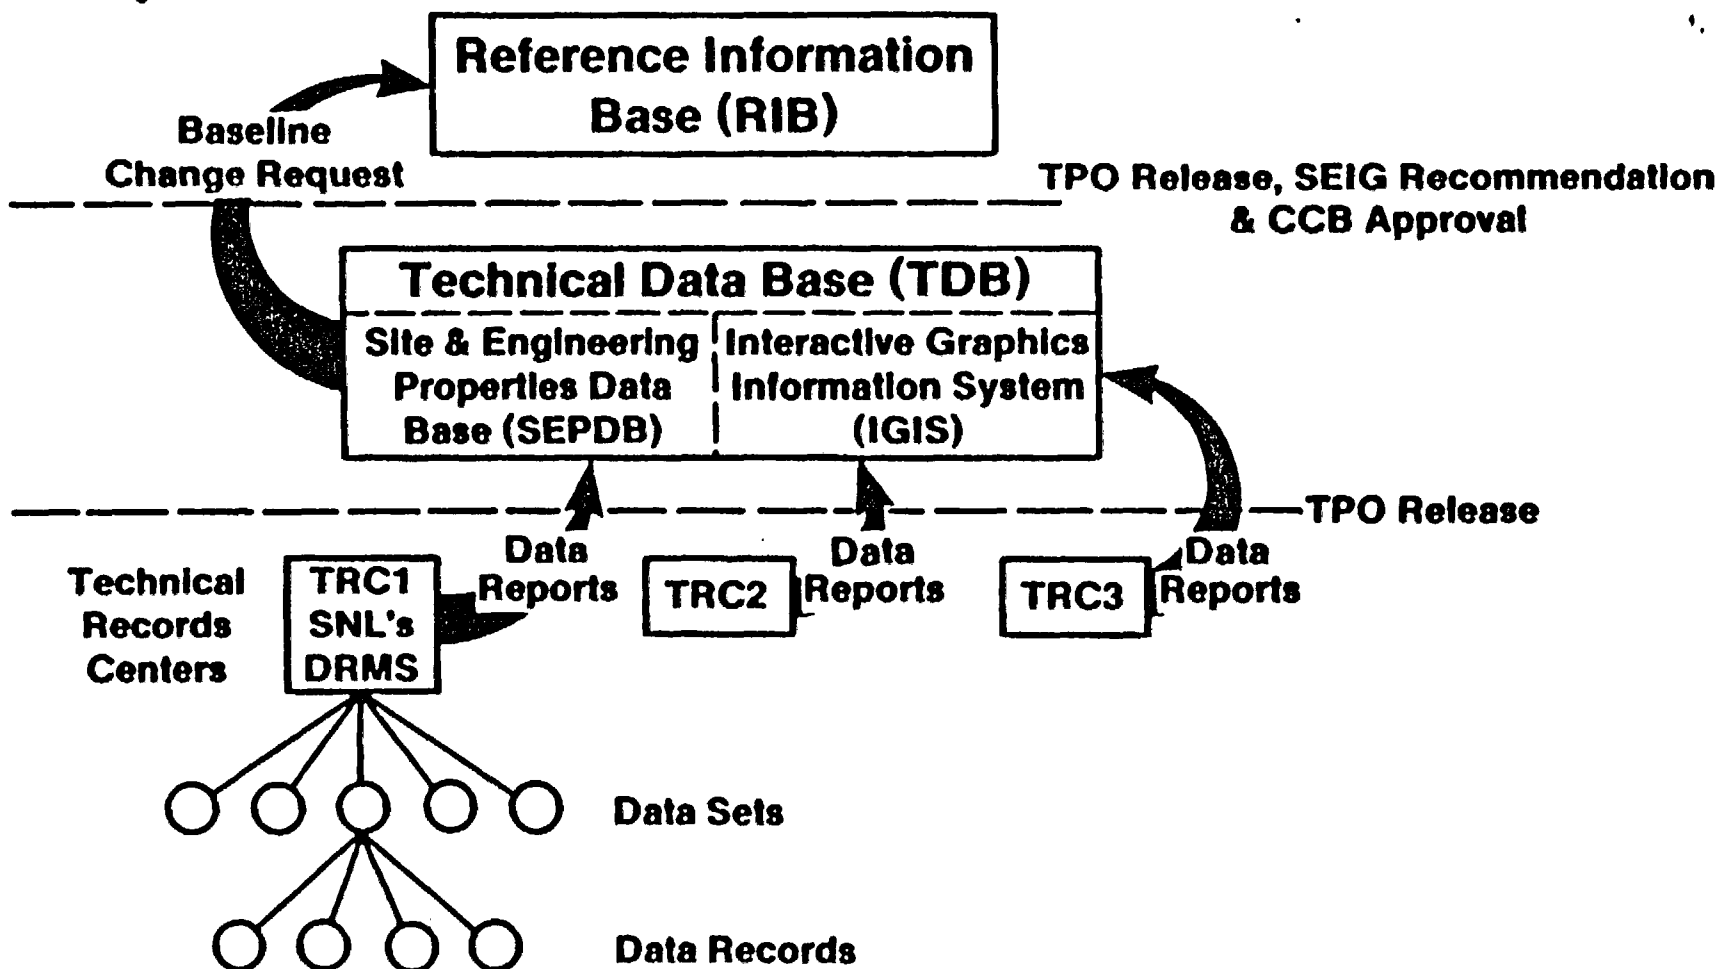 Reference Information
Base (RIB)
Baseline
Change Request
TPO Release, SEIG Recommendation
& CCB Approval
Technical Data Base (TDB)
Site & Engineering
Properties Data
Base (SEPDB)
Interactive Graphics
Information System
(IGIS)
TPO Release
Technical
Records
Centers
TRC1
SNL's
DRMS
Data
Reports
TRC2
Data
Reports
TRC3
Data
Reports
Data Sets
Data Records